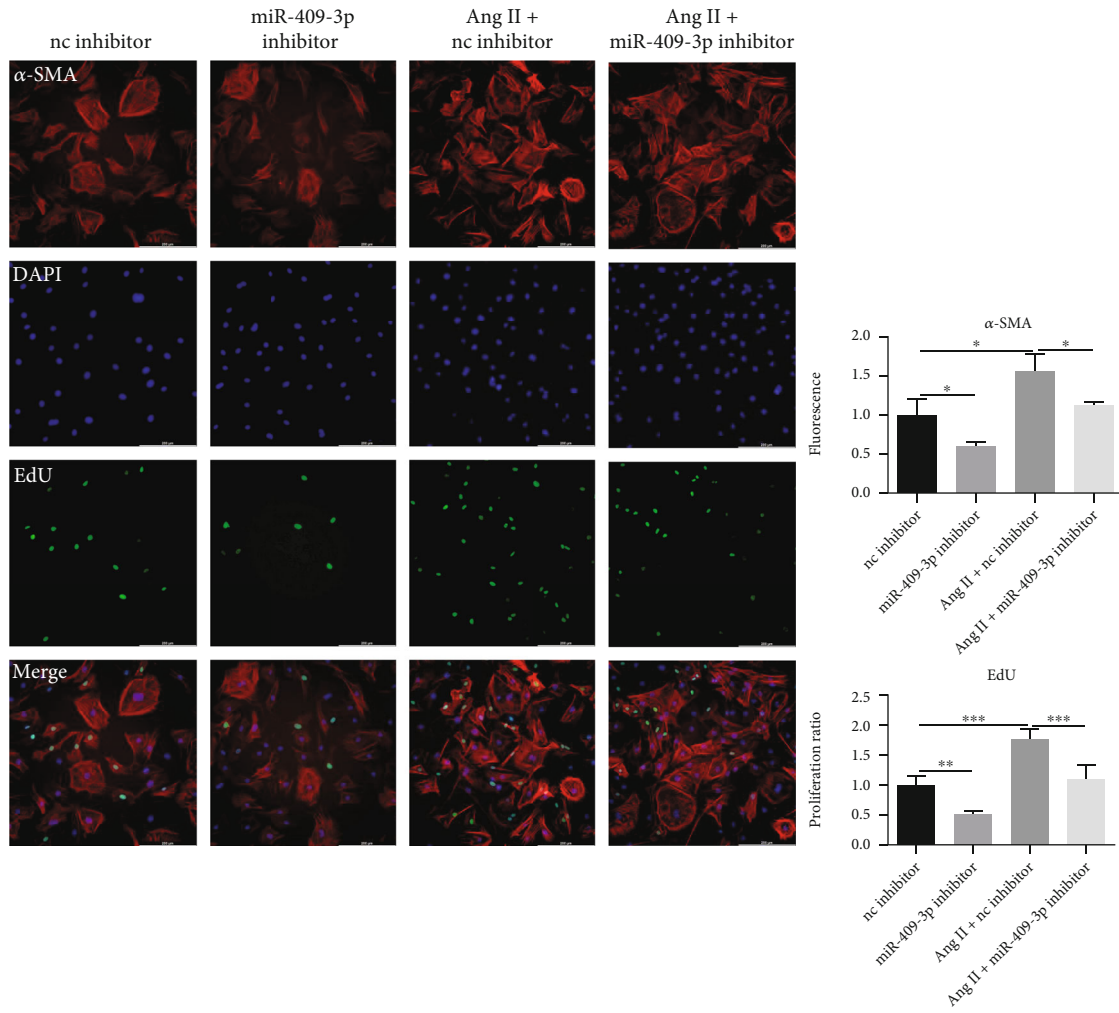 nc inhibitor
miR-409-3p
inhibitor
Ang II +
nc inhibitor
Ang II +
miR-409-3p inhibitor
α-SMA
DAPI
EdU
Merge
α-SMA
Fluorescence
2.0
1.5
1.0
0.5
0.0
*
*
*
nc inhibitor
miR-409-3p inhibitor
Ang II + nc inhibitor
Ang II + miR-409-3p inhibitor
EdU
Proliferation ratio
2.5
2.0
1.5
1.0
0.5
0.0
***
***
**
nc inhibitor
miR-409-3p inhibitor
Ang II + nc inhibitor
Ang II + miR-409-3p inhibitor